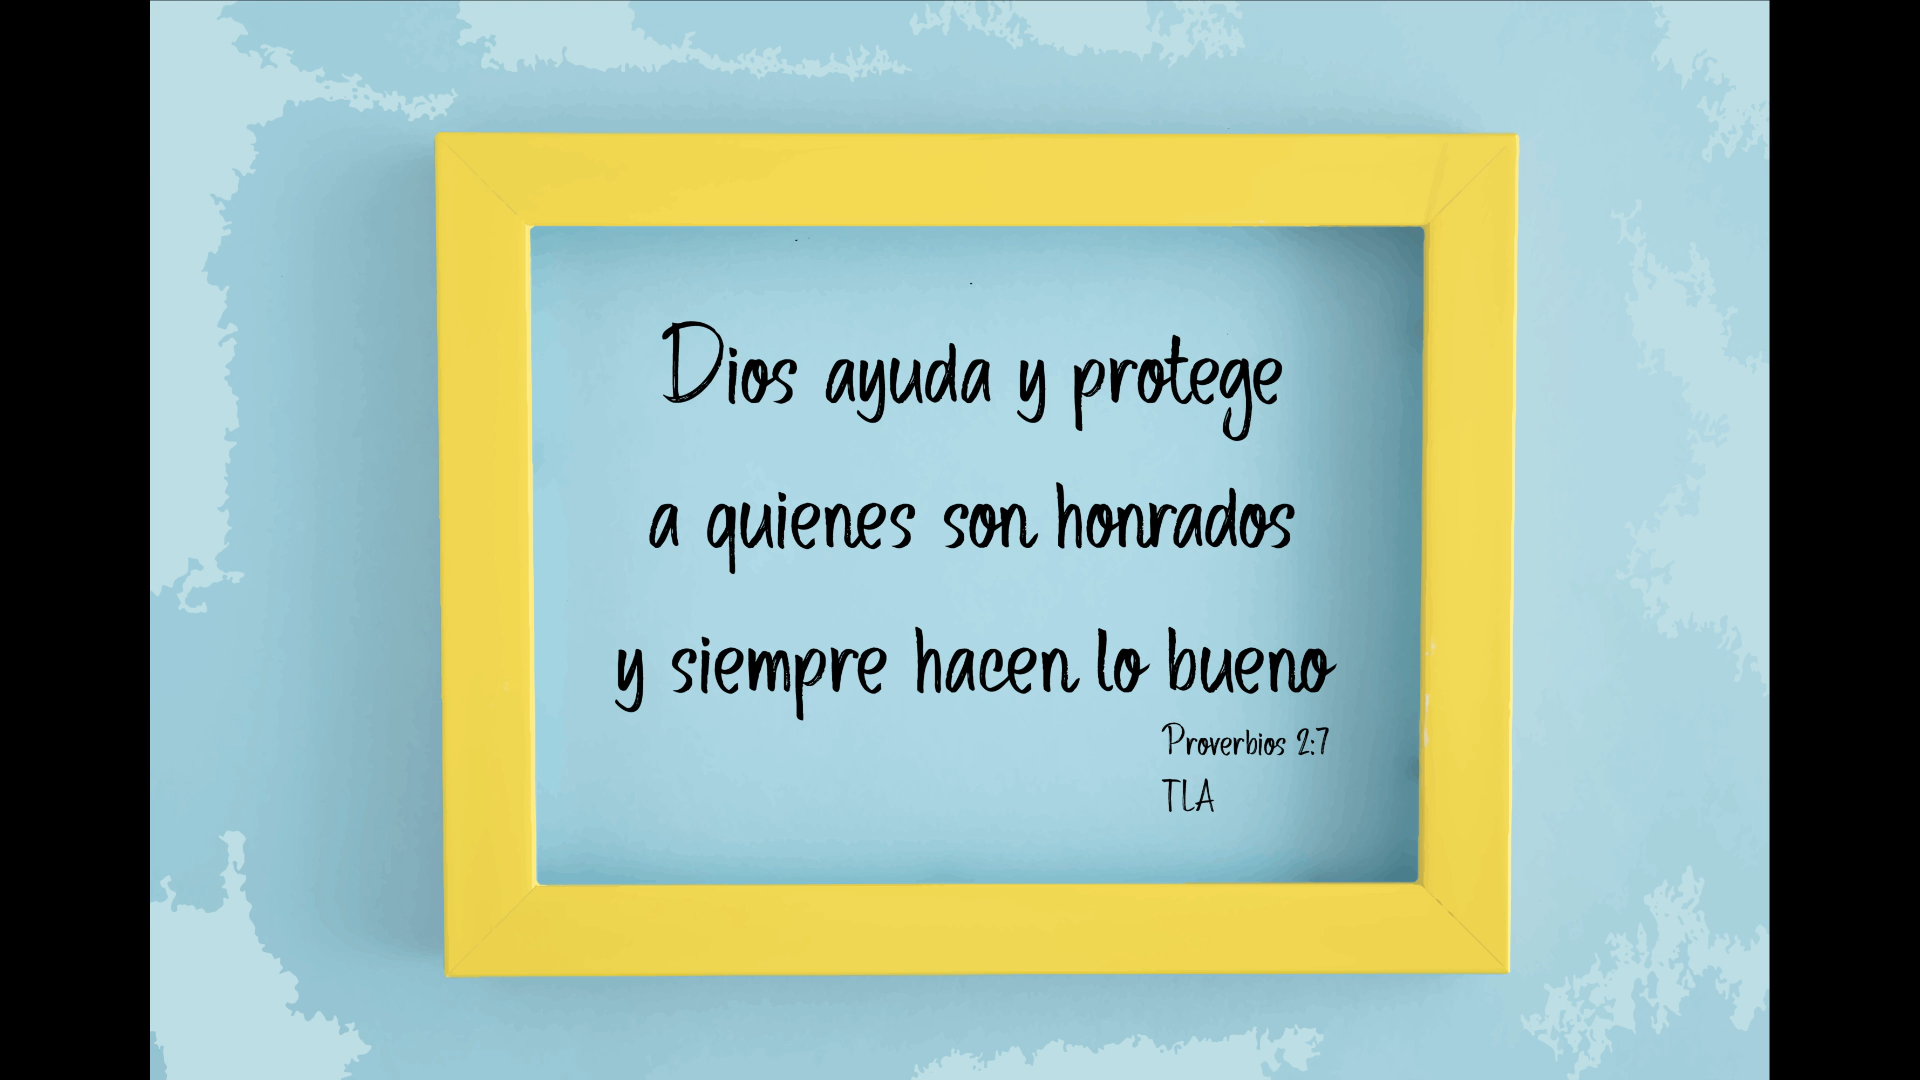 Dios ayuda y protege
a quienes son honrados
y siempre hacen lo bueno
Proverbios 2:7
TLA